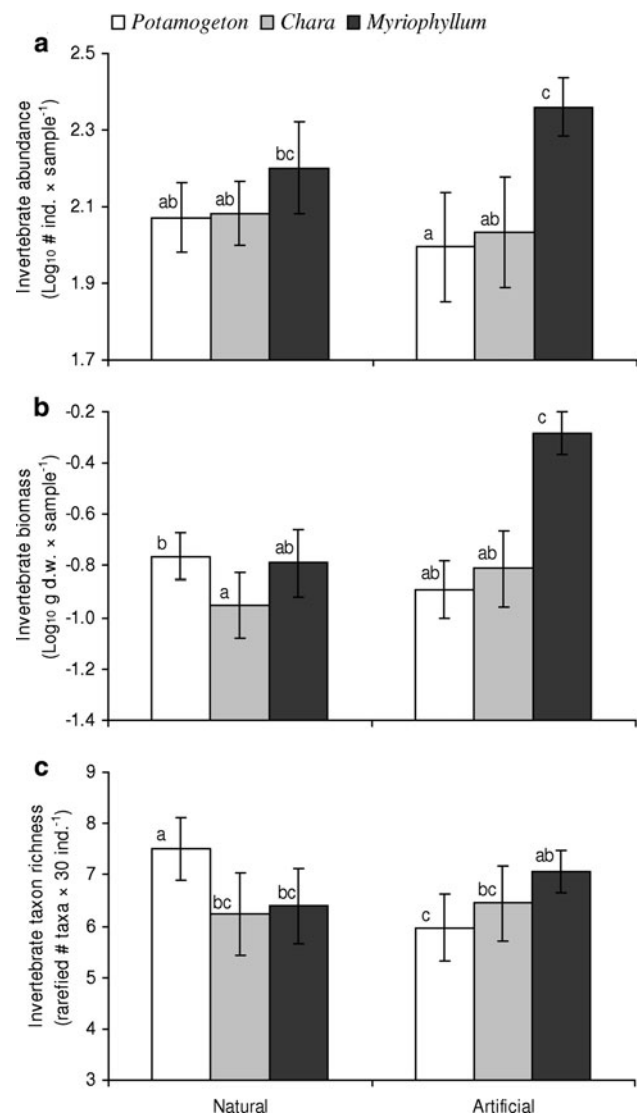 Potamogeton Chara Myriophyllum
a
Invertebrate abundance
(Log₁₀ # ind. × sample⁻¹)
2.5
2.3
2.1
1.9
1.7
ab
ab
bc
a
ab
c
b
Invertebrate biomass
(Log₁₀ g d.w. × sample⁻¹)
-0.2
-0.4
-0.6
-0.8
-1.0
-1.2
-1.4
b
a
ab
ab
ab
c
c
Invertebrate taxon richness
(rarefied # taxa × 30 ind.⁻¹)
9
8
7
6
5
4
3
a
bc
bc
c
bc
ab
Natural Artificial